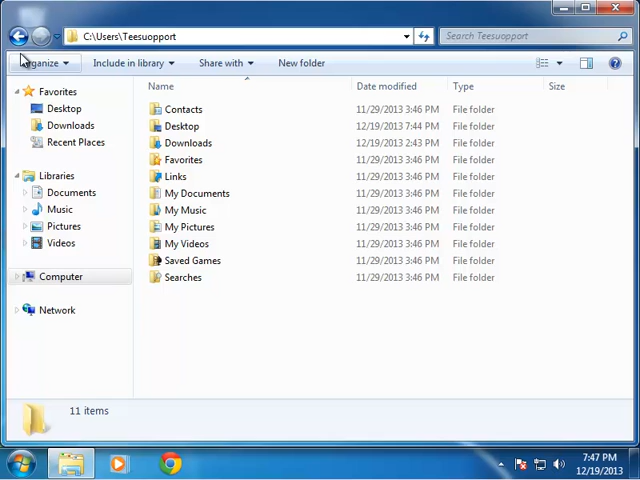 C:\Users\Teesuopport
Search Teesuopport
Organize
Include in library
Share with
New folder
Favorites
Desktop
Downloads
Recent Places
Libraries
Documents
Music
Pictures
Videos
Computer
Network
Name Date modified Type Size
Contacts 11/29/2013 3:46 PM File folder
Desktop 12/19/2013 7:44 PM File folder
Downloads 12/19/2013 2:43 PM File folder
Favorites 11/29/2013 3:46 PM File folder
Links 11/29/2013 3:46 PM File folder
My Documents 11/29/2013 3:46 PM File folder
My Music 11/29/2013 3:46 PM File folder
My Pictures 11/29/2013 3:46 PM File folder
My Videos 11/29/2013 3:46 PM File folder
Saved Games 11/29/2013 3:46 PM File folder
Searches 11/29/2013 3:46 PM File folder
11 items
7:47 PM
12/19/2013